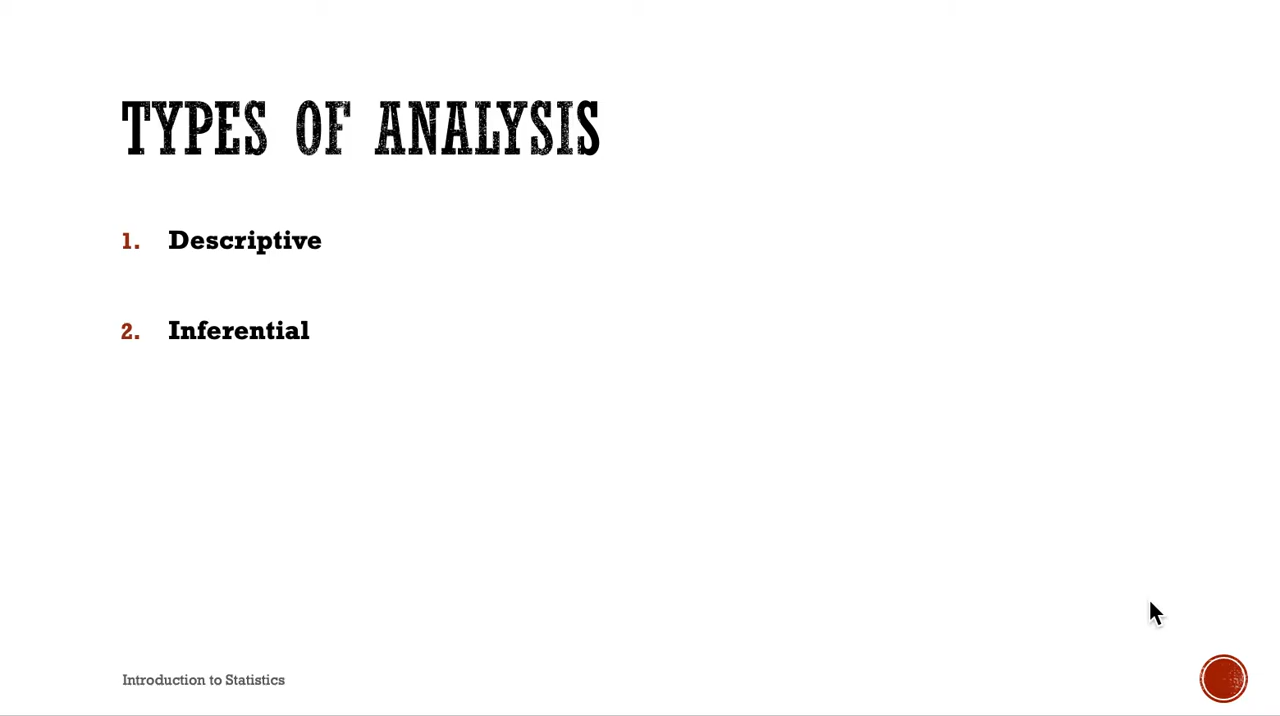 TYPES OF ANALYSIS
1. Descriptive
2. Inferential
Introduction to Statistics